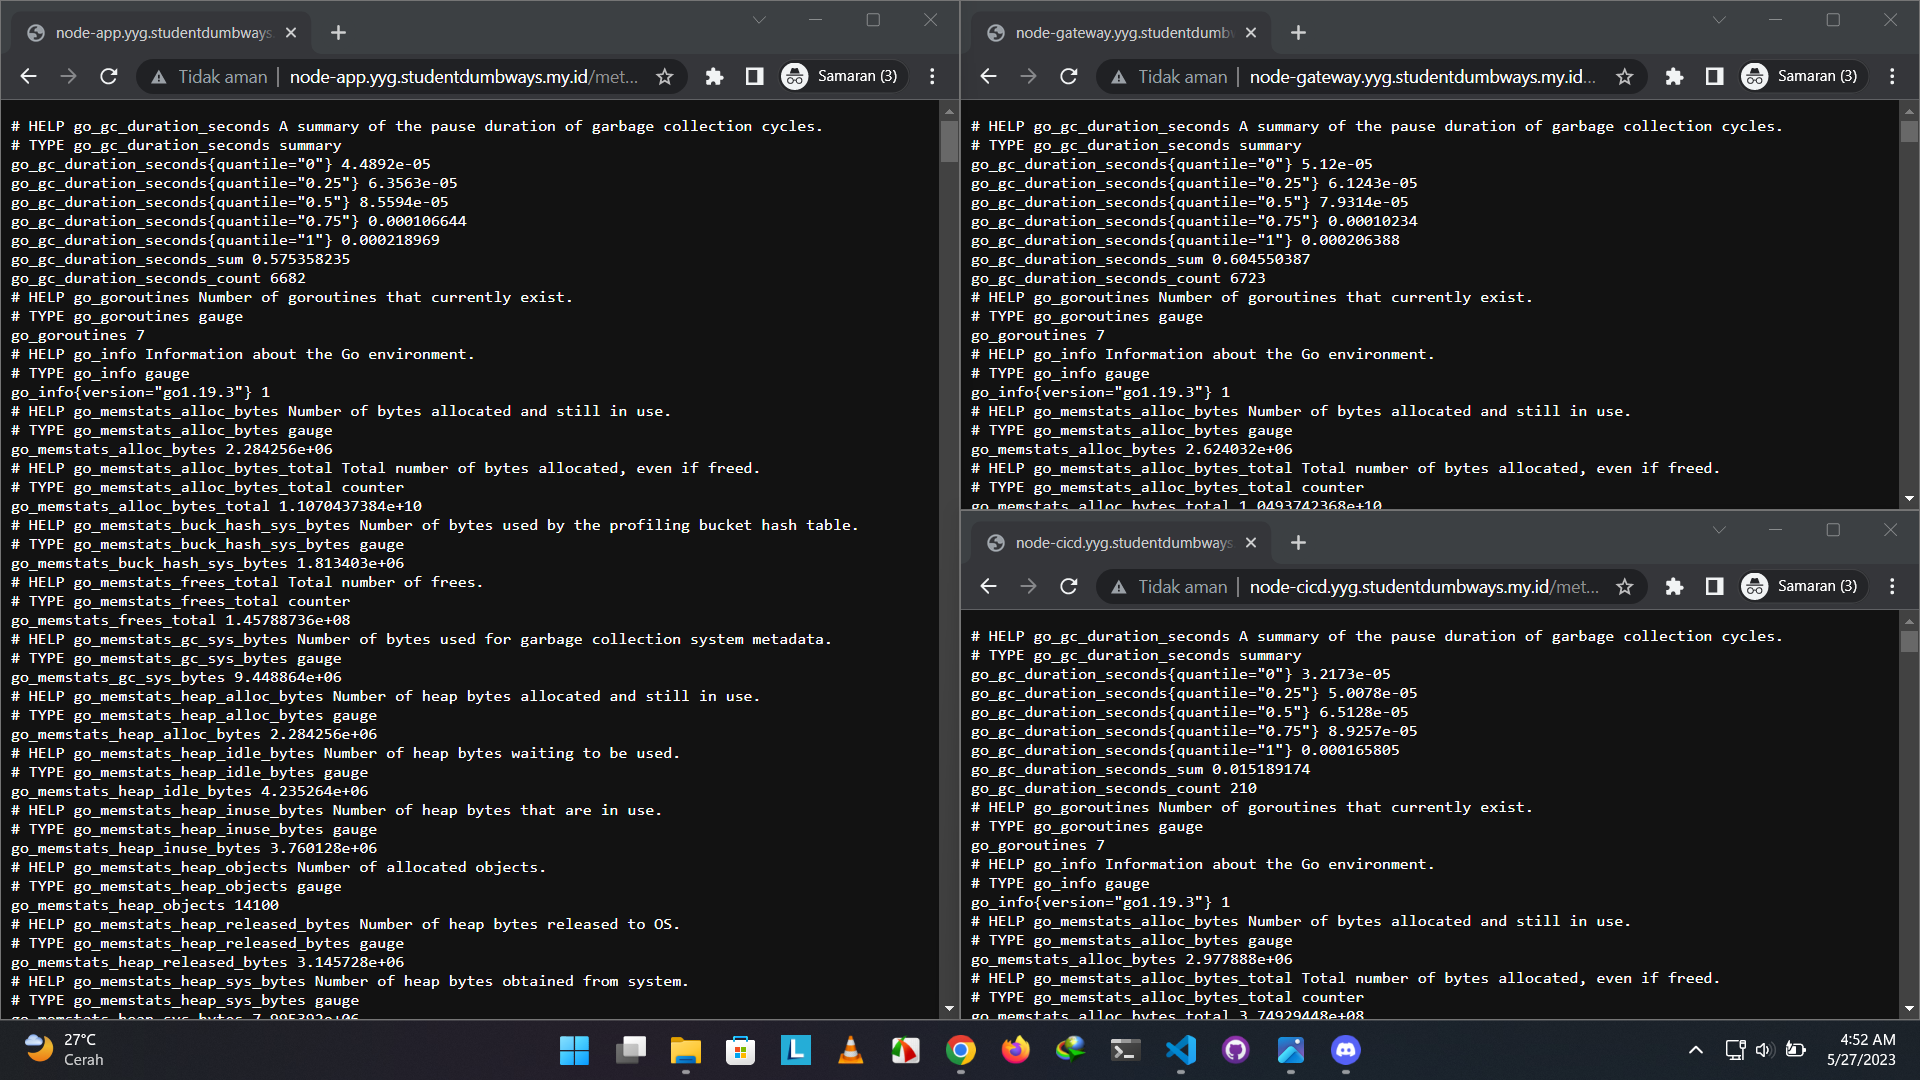 node-app.yyg.studentdumbways.
Tidak aman | node-app.yyg.studentdumbways.my.id/met...
Samaran (3)
# HELP go_gc_duration_seconds A summary of the pause duration of garbage collection cycles.
# TYPE go_gc_duration_seconds summary
go_gc_duration_seconds{quantile="0"} 4.4892e-05
go_gc_duration_seconds{quantile="0.25"} 6.3563e-05
go_gc_duration_seconds{quantile="0.5"} 8.5594e-05
go_gc_duration_seconds{quantile="0.75"} 0.000106644
go_gc_duration_seconds{quantile="1"} 0.000218969
go_gc_duration_seconds_sum 0.575358235
go_gc_duration_seconds_count 6682
# HELP go_goroutines Number of goroutines that currently exist.
# TYPE go_goroutines gauge
go_goroutines 7
# HELP go_info Information about the Go environment.
# TYPE go_info gauge
go_info{version="go1.19.3"} 1
# HELP go_memstats_alloc_bytes Number of bytes allocated and still in use.
# TYPE go_memstats_alloc_bytes gauge
go_memstats_alloc_bytes 2.284256e+06
# HELP go_memstats_alloc_bytes_total Total number of bytes allocated, even if freed.
# TYPE go_memstats_alloc_bytes_total counter
go_memstats_alloc_bytes_total 1.1070437384e+10
# HELP go_memstats_buck_hash_sys_bytes Number of bytes used by the profiling bucket hash table.
# TYPE go_memstats_buck_hash_sys_bytes gauge
go_memstats_buck_hash_sys_bytes 1.813403e+06
# HELP go_memstats_frees_total Total number of frees.
# TYPE go_memstats_frees_total counter
go_memstats_frees_total 1.45788736e+08
# HELP go_memstats_gc_sys_bytes Number of bytes used for garbage collection system metadata.
# TYPE go_memstats_gc_sys_bytes gauge
go_memstats_gc_sys_bytes 9.448864e+06
# HELP go_memstats_heap_alloc_bytes Number of heap bytes allocated and still in use.
# TYPE go_memstats_heap_alloc_bytes gauge
go_memstats_heap_alloc_bytes 2.284256e+06
# HELP go_memstats_heap_idle_bytes Number of heap bytes waiting to be used.
# TYPE go_memstats_heap_idle_bytes gauge
go_memstats_heap_idle_bytes 4.235264e+06
# HELP go_memstats_heap_inuse_bytes Number of heap bytes that are in use.
# TYPE go_memstats_heap_inuse_bytes gauge
go_memstats_heap_inuse_bytes 3.760128e+06
# HELP go_memstats_heap_objects Number of allocated objects.
# TYPE go_memstats_heap_objects gauge
go_memstats_heap_objects 14100
# HELP go_memstats_heap_released_bytes Number of heap bytes released to OS.
# TYPE go_memstats_heap_released_bytes gauge
go_memstats_heap_released_bytes 3.145728e+06
# HELP go_memstats_heap_sys_bytes Number of heap bytes obtained from system.
# TYPE go_memstats_heap_sys_bytes gauge
go_memstats_heap_sys_bytes 7.995392e+06
node-gateway.yyg.studentdumb
Tidak aman | node-gateway.yyg.studentdumbways.my.id...
Samaran (3)
# HELP go_gc_duration_seconds A summary of the pause duration of garbage collection cycles.
# TYPE go_gc_duration_seconds summary
go_gc_duration_seconds{quantile="0"} 5.12e-05
go_gc_duration_seconds{quantile="0.25"} 6.1243e-05
go_gc_duration_seconds{quantile="0.5"} 7.9314e-05
go_gc_duration_seconds{quantile="0.75"} 0.00010234
go_gc_duration_seconds{quantile="1"} 0.000206388
go_gc_duration_seconds_sum 0.604550387
go_gc_duration_seconds_count 6723
# HELP go_goroutines Number of goroutines that currently exist.
# TYPE go_goroutines gauge
go_goroutines 7
# HELP go_info Information about the Go environment.
# TYPE go_info gauge
go_info{version="go1.19.3"} 1
# HELP go_memstats_alloc_bytes Number of bytes allocated and still in use.
# TYPE go_memstats_alloc_bytes gauge
go_memstats_alloc_bytes 2.624032e+06
# HELP go_memstats_alloc_bytes_total Total number of bytes allocated, even if freed.
# TYPE go_memstats_alloc_bytes_total counter
go_memstats_alloc_bytes_total 1.0493742368e+10
node-cicd.yyg.studentdumbways
Tidak aman | node-cicd.yyg.studentdumbways.my.id/met...
Samaran (3)
# HELP go_gc_duration_seconds A summary of the pause duration of garbage collection cycles.
# TYPE go_gc_duration_seconds summary
go_gc_duration_seconds{quantile="0"} 3.2173e-05
go_gc_duration_seconds{quantile="0.25"} 5.0078e-05
go_gc_duration_seconds{quantile="0.5"} 6.5128e-05
go_gc_duration_seconds{quantile="0.75"} 8.9257e-05
go_gc_duration_seconds{quantile="1"} 0.000165805
go_gc_duration_seconds_sum 0.015189174
go_gc_duration_seconds_count 210
# HELP go_goroutines Number of goroutines that currently exist.
# TYPE go_goroutines gauge
go_goroutines 7
# HELP go_info Information about the Go environment.
# TYPE go_info gauge
go_info{version="go1.19.3"} 1
# HELP go_memstats_alloc_bytes Number of bytes allocated and still in use.
# TYPE go_memstats_alloc_bytes gauge
go_memstats_alloc_bytes 2.977888e+06
# HELP go_memstats_alloc_bytes_total Total number of bytes allocated, even if freed.
# TYPE go_memstats_alloc_bytes_total counter
go_memstats_alloc_bytes_total 3.74929448e+08
27°C
Cerah
L
4:52 AM
5/27/2023